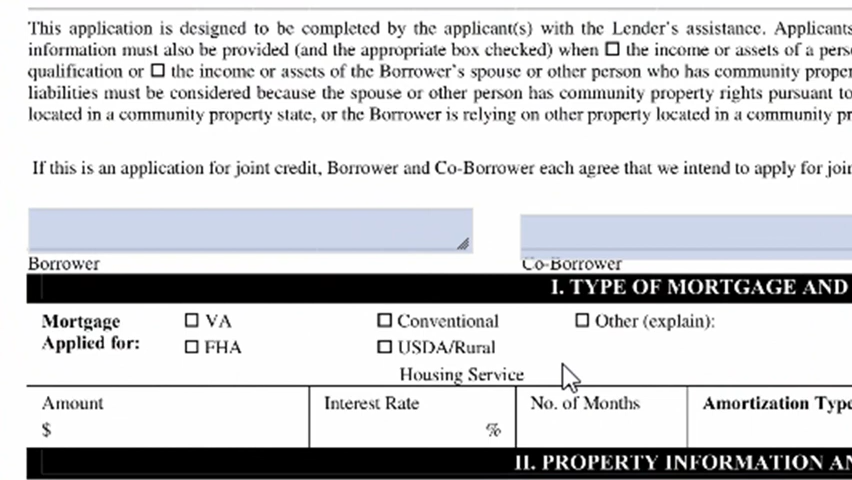 This application is designed to be completed by the applicant(s) with the Lender's assistance. Applicants
information must also be provided (and the appropriate box checked) when ☐ the income or assets of a
qualification or ☐ the income or assets of the Borrower's spouse or other person who has community
liabilities must be considered because the spouse or other person has community property rights pursuant to
located in a community property state, or the Borrower is relying on other property located in a community
If this is an application for joint credit, Borrower and Co-Borrower each agree that we intend to apply for
Borrower Co-Borrower
I. TYPE OF MORTGAGE AND
Mortgage ☐ VA ☐ Conventional ☐ Other (explain):
Applied for: ☐ FHA ☐ USDA/Rural
Housing Service
Amount Interest Rate No. of Months Amortization Type
$ %
II. PROPERTY INFORMATION